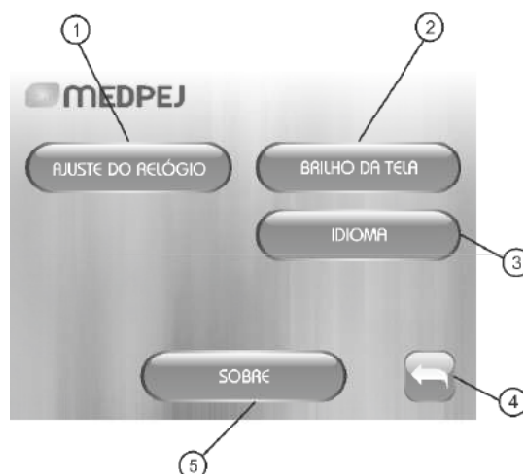 1
2
MEDPEJ
AJUSTE DO RELÓGIO
BRILHO DA TELA
IDIOMA
3
SOBRE
4
5